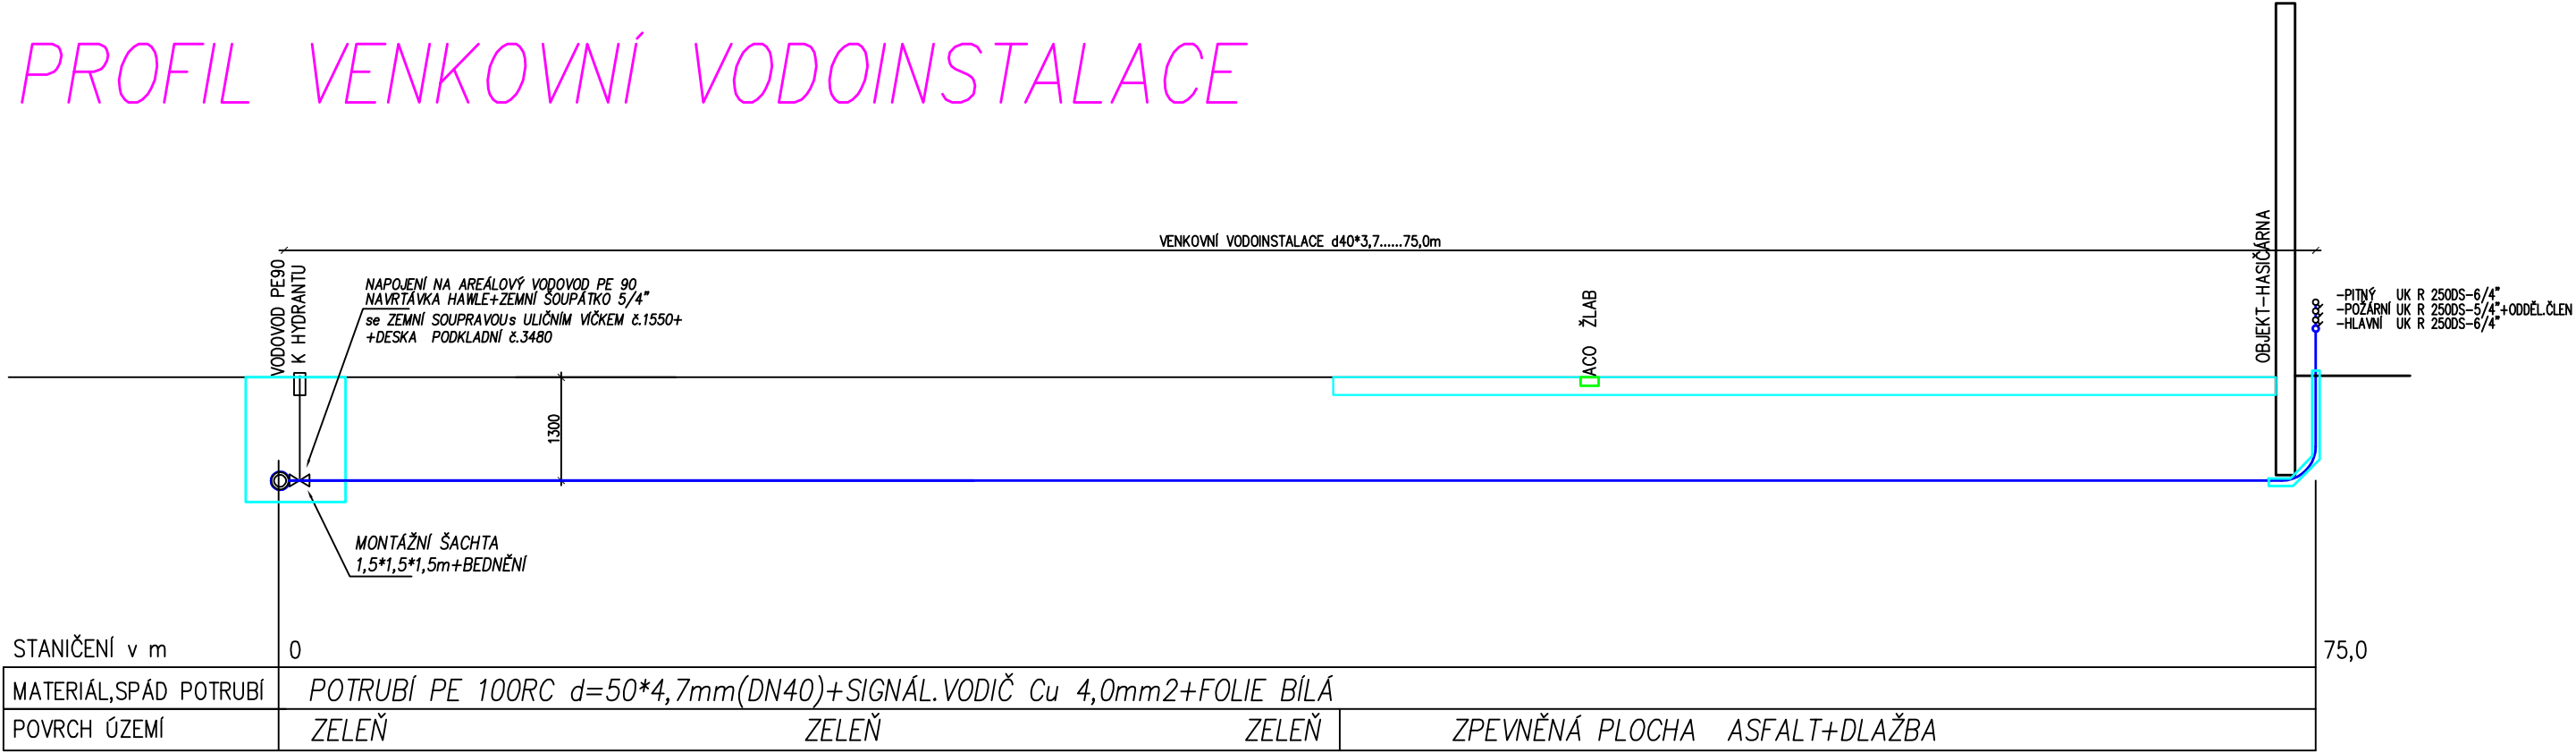 PROFIL VENKOVNÍ VODOINSTALACE
VENKOVNÍ VODOINSTALACE d40*3,7......75,0m
VODOVOD PE90
K HYDRANTU
NAPOJENÍ NA AREÁLOVÝ VODOVOD PE 90
NAVRTÁVKA HAWLE+ZEMNÍ ŠOUPÁTKO 5/4"
se ZEMNÍ SOUPRAVOUs ULIČNÍM VÍČKEM č.1550+
+DESKA PODKLADNÍ č.3480
1300
ACO ŽLAB
OBJEKT-HASIČÁRNA
-PITNÝ UK R 250DS-6/4"
-POŽÁRNÍ UK R 250DS-5/4"+ODDĚL.ČLEN
-HLAVNÍ UK R 250DS-6/4"
MONTÁŽNÍ ŠACHTA
1,5*1,5*1,5m+BEDNĚNÍ
STANIČENÍ v m 0 75,0
MATERIÁL,SPÁD POTRUBÍ POTRUBÍ PE 100RC d=50*4,7mm(DN40)+SIGNÁL.VODIČ Cu 4,0mm2+FOLIE BÍLÁ
POVRCH ÚZEMÍ ZELEŇ ZELEŇ ZELEŇ ZPEVNĚNÁ PLOCHA ASFALT+DLAŽBA